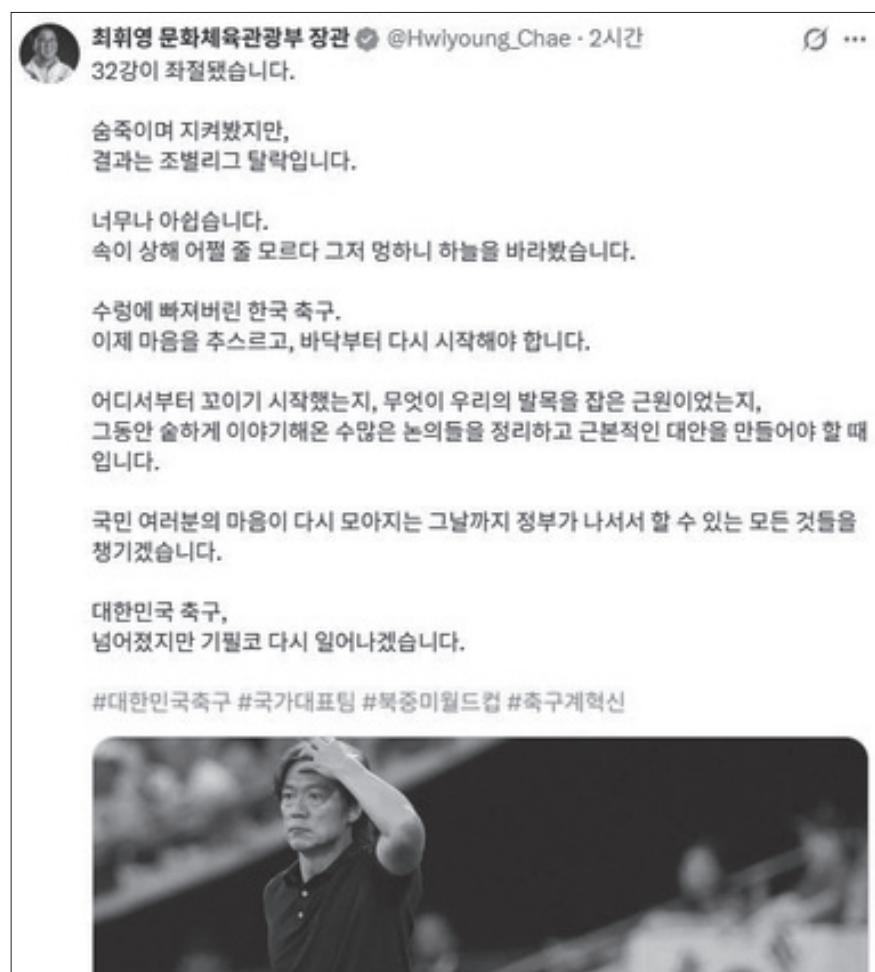 최휘영 문화체육관광부 장관 @Hwiyoung_Chae · 2시간
32강이 좌절됐습니다.
숨죽이며 지켜봤지만,
결과는 조별리그 탈락입니다.
너무나 아쉽습니다.
속이 상해 어쩔 줄 모르다 그저 멍하니 하늘을 바라봤습니다.
수렁에 빠져버린 한국 축구.
이제 마음을 추스르고, 바닥부터 다시 시작해야 합니다.
어디서부터 꼬이기 시작했는지, 무엇이 우리의 발목을 잡은 근원이었는지,
그동안 숱하게 이야기해온 수많은 논의들을 정리하고 근본적인 대안을 만들어야 할 때
입니다.
국민 여러분의 마음이 다시 모아지는 그날까지 정부가 나서서 할 수 있는 모든 것들을
챙기겠습니다.
대한민국 축구,
넘어졌지만 기필코 다시 일어나겠습니다.
#대한민국축구 #국가대표팀 #북중미월드컵 #축구계혁신